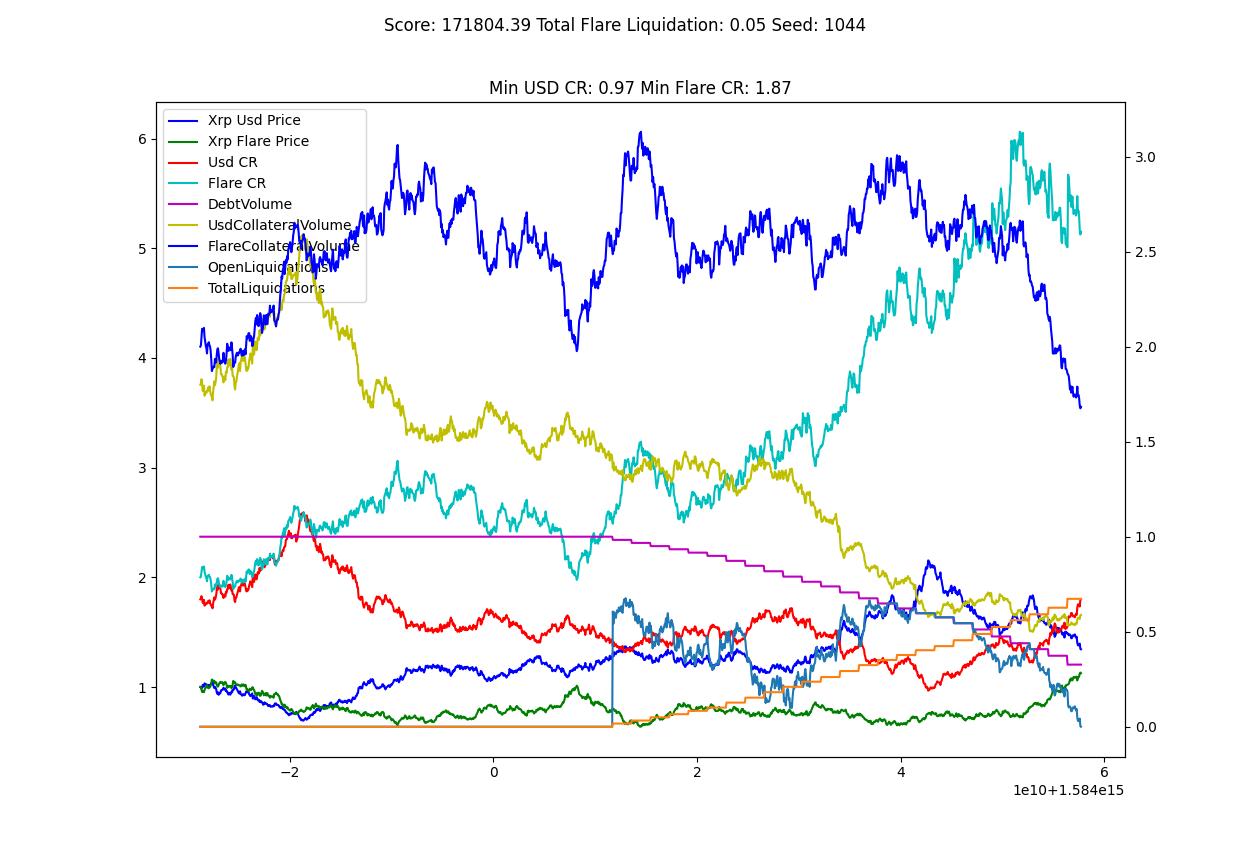 Score: 171804.39 Total Flare Liquidation: 0.05 Seed: 1044
Min USD CR: 0.97 Min Flare CR: 1.87
Xrp Usd Price
Xrp Flare Price
Usd CR
Flare CR
DebtVolume
UsdCollateralVolume
FlareCollateralVolume
OpenLiquidations
TotalLiquidations
6
5
4
3
2
1
3.0
2.5
2.0
1.5
1.0
0.5
0.0
−2 0 2 4 6
1e10+1.584e15